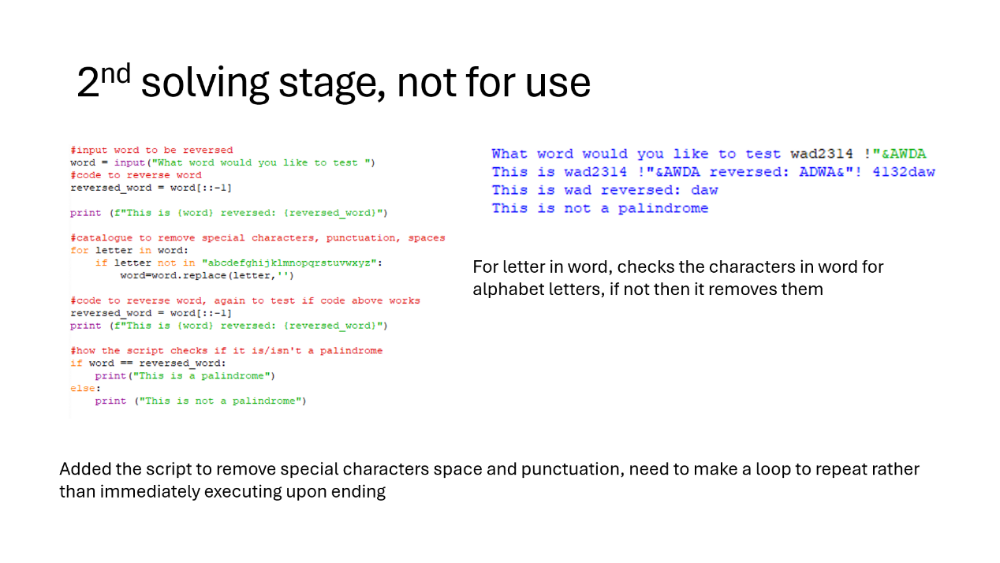 2nd solving stage, not for use
#input word to be reversed
word = input("What word would you like to test ")
#code to reverse word
reversed_word = word[::-1]
print (f"This is {word} reversed: {reversed_word}")
#catalogue to remove special characters, punctuation, spaces
for letter in word:
    if letter not in "abcdefghijklmnopqrstuvwxyz":
        word=word.replace(letter,'')
#code to reverse word, again to test if code above works
reversed_word = word[::-1]
print (f"This is {word} reversed: {reversed_word}")
#how the script checks if it is/isn't a palindrome
if word == reversed_word:
    print("This is a palindrome")
else:
    print ("This is not a palindrome")
What word would you like to test wad2314 !"&AWDA
This is wad2314 !"&AWDA reversed: ADWA&"! 4132daw
This is wad reversed: daw
This is not a palindrome
For letter in word, checks the characters in word for
alphabet letters, if not then it removes them
Added the script to remove special characters space and punctuation, need to make a loop to repeat rather
than immediately executing upon ending